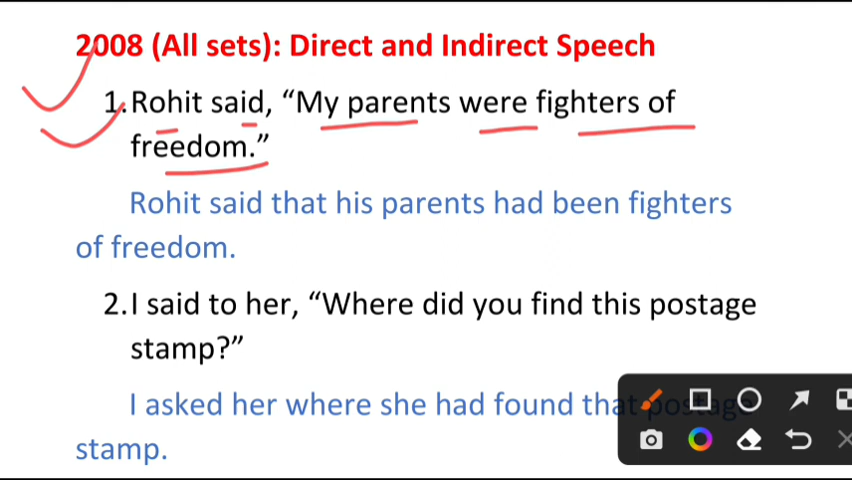 2008 (All sets): Direct and Indirect Speech
1.Rohit said, “My parents were fighters of
freedom.”
Rohit said that his parents had been fighters
of freedom.
2.I said to her, “Where did you find this postage
stamp?”
I asked her where she had found that postage
stamp.